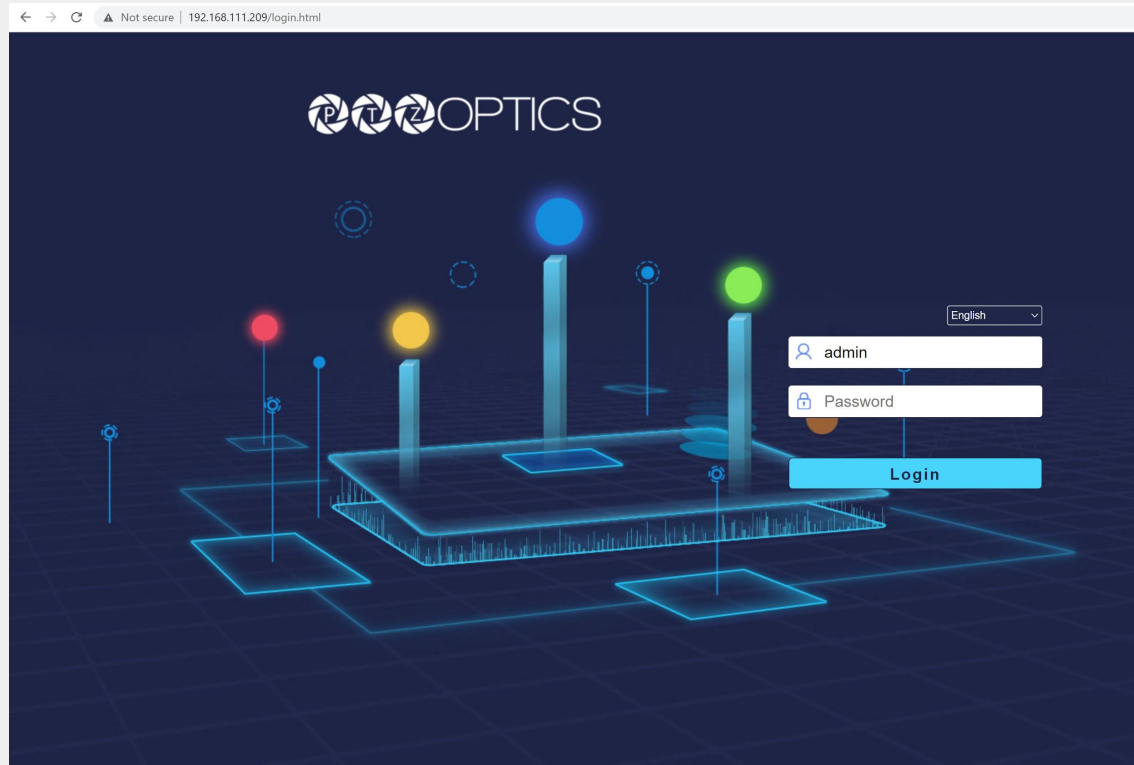 Not secure | 192.168.111.209/login.html
PTZOPTICS
English
admin
Password
Login